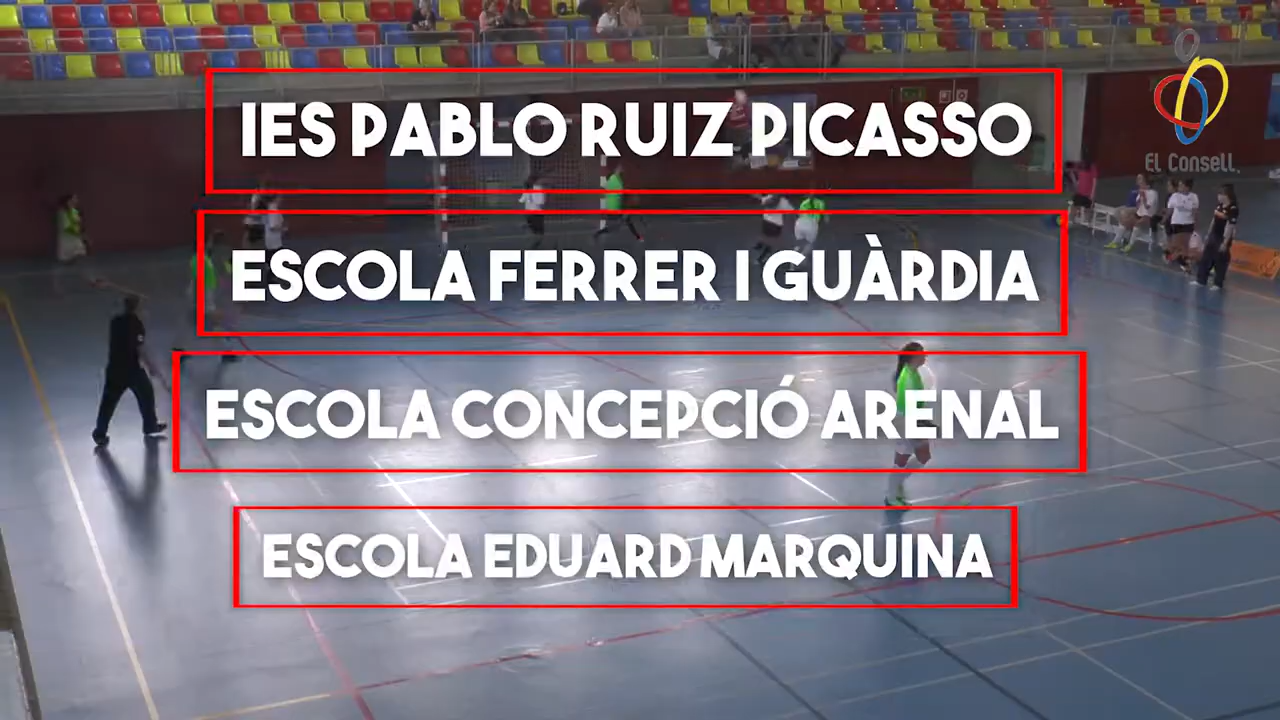 IES PABLO RUIZ PICASSO
EL CONSELL.
ESCOLA FERRER I GUÀRDIA
ESCOLA CONCEPCIÓ ARENAL
ESCOLA EDUARD MARQUINA